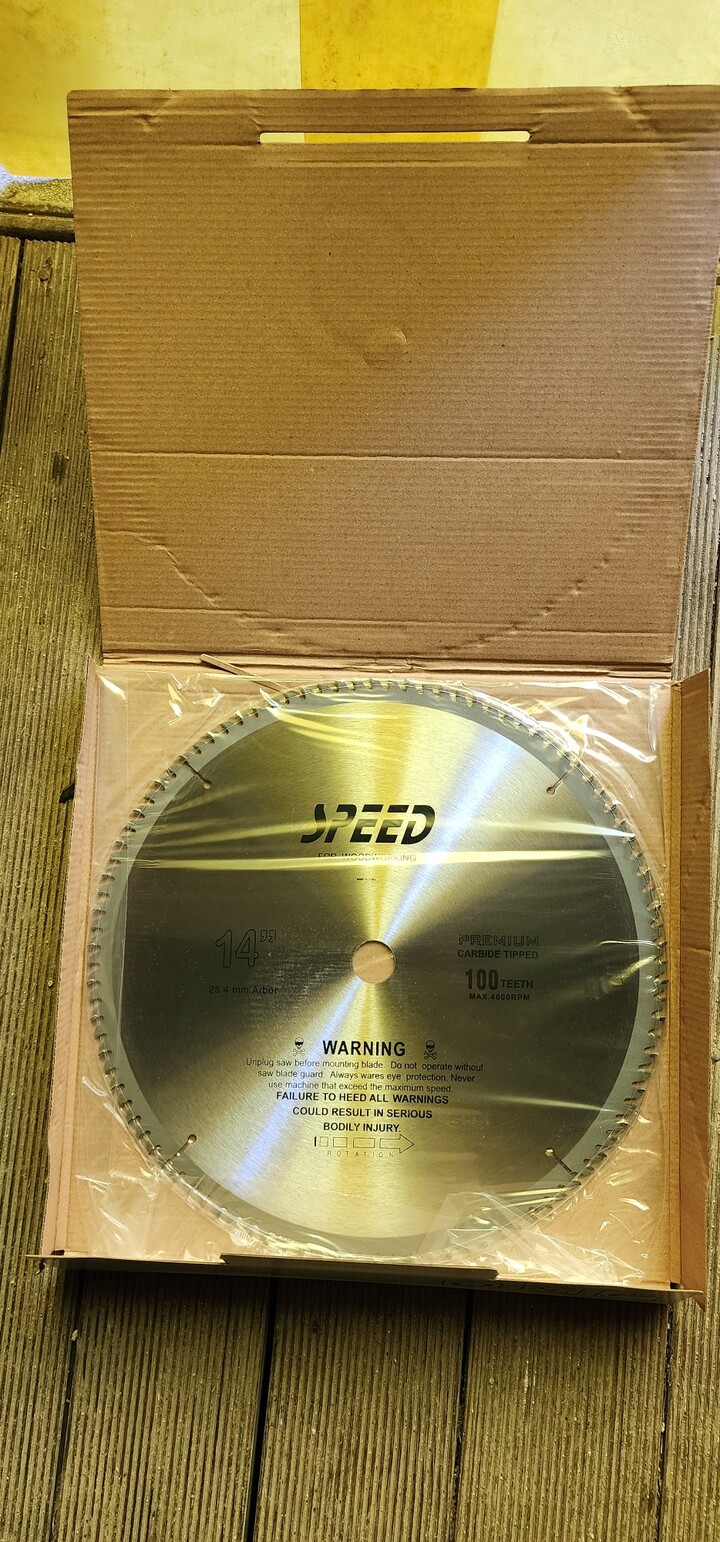 SPEED
FOR WOODWORKING
14”
25.4 mm Arbor
PREMIUM
CARBIDE TIPPED
100 TEETH
MAX.4000RPM
WARNING
Unplug saw before mounting blade. Do not operate without
saw blade guard. Always wares eye protection. Never
use machine that exceed the maximum speed.
FAILURE TO HEED ALL WARNINGS
COULD RESULT IN SERIOUS
BODILY INJURY.
ROTATION